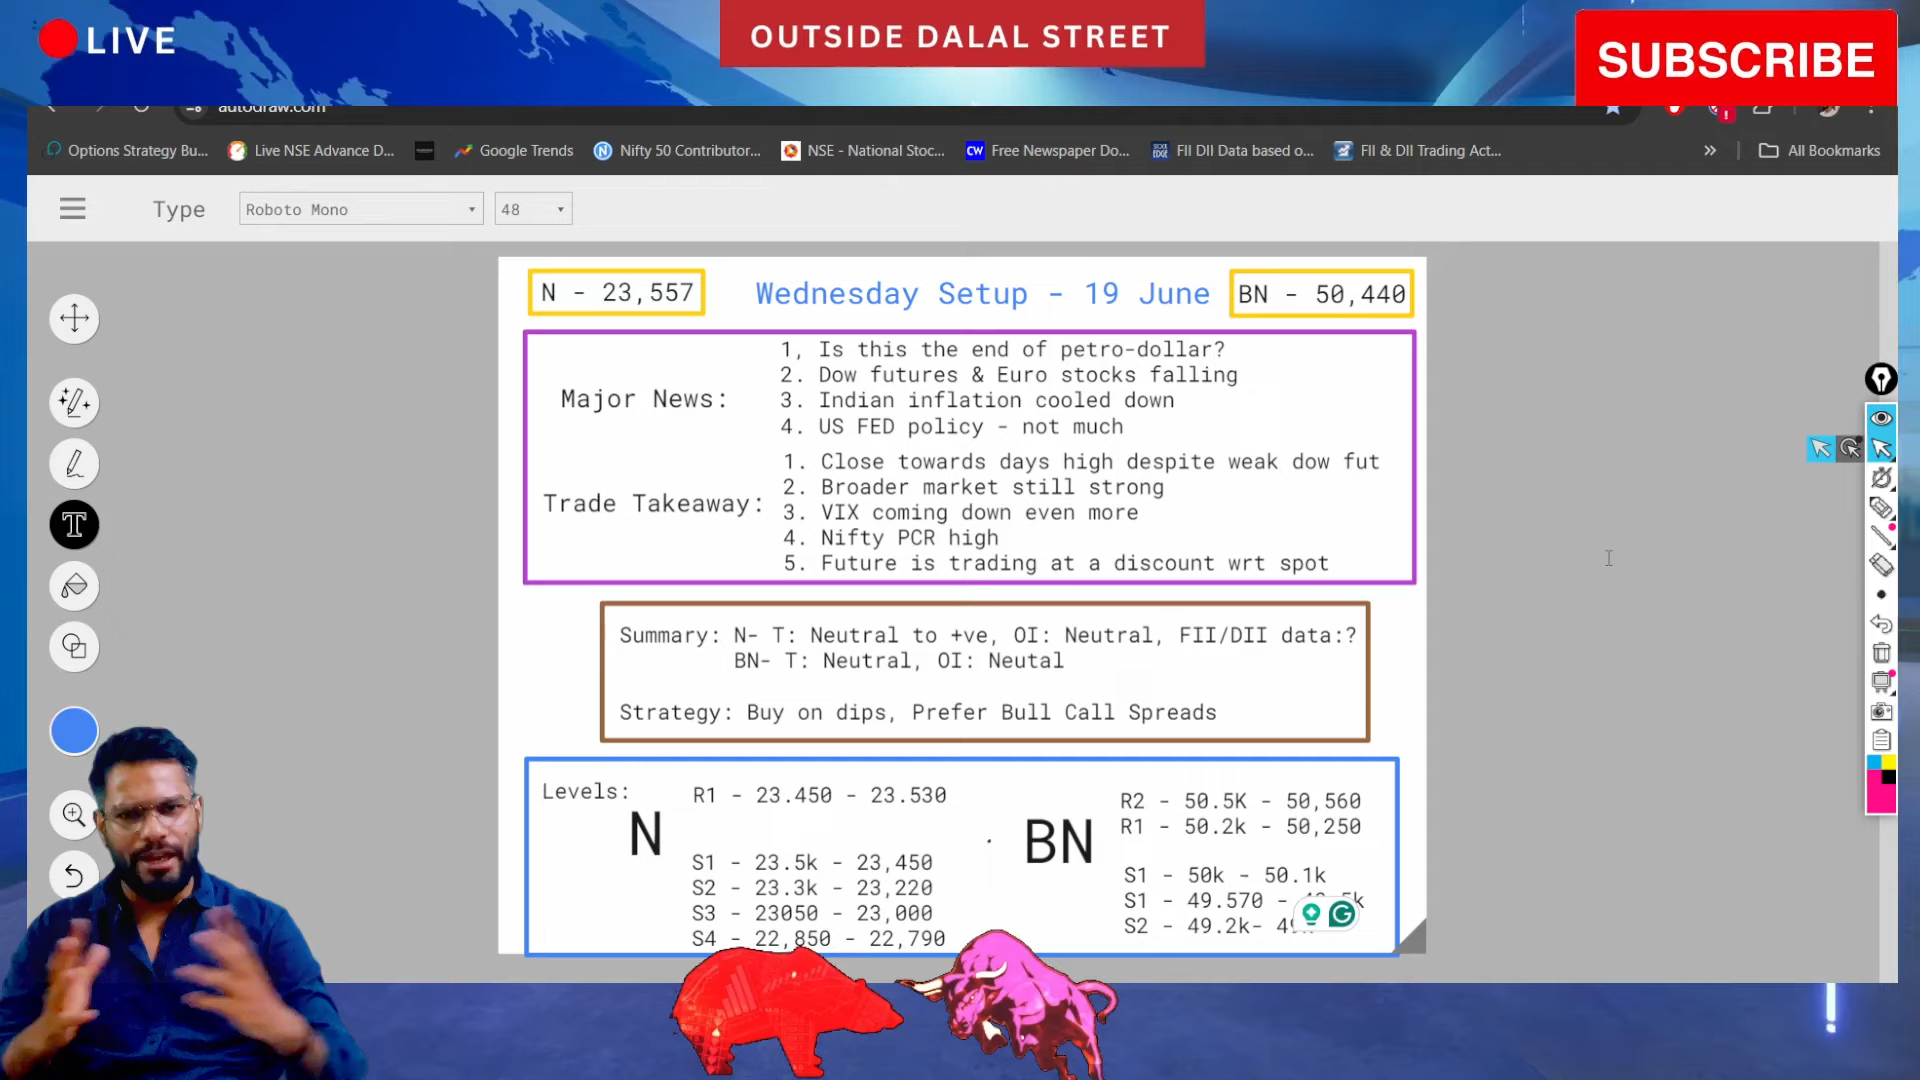 LIVE
OUTSIDE DALAL STREET
SUBSCRIBE
autodraw.com
Options Strategy Bu...
Live NSE Advance D...
Google Trends
Nifty 50 Contributor...
NSE - National Stoc...
CW
Free Newspaper Do...
STOCK EDGE
FII DII Data based o...
FII & DII Trading Act...
»
All Bookmarks
Type
Roboto Mono
48
N - 23,557
Wednesday Setup - 19 June
BN - 50,440
Major News:
1, Is this the end of petro-dollar?
2. Dow futures & Euro stocks falling
3. Indian inflation cooled down
4. US FED policy - not much
Trade Takeaway:
1. Close towards days high despite weak dow fut
2. Broader market still strong
3. VIX coming down even more
4. Nifty PCR high
5. Future is trading at a discount wrt spot
Summary: N- T: Neutral to +ve, OI: Neutral, FII/DII data:?
BN- T: Neutral, OI: Neutal
Strategy: Buy on dips, Prefer Bull Call Spreads
Levels:
N
R1 - 23.450 - 23.530
S1 - 23.5k - 23,450
S2 - 23.3k - 23,220
S3 - 23050 - 23,000
S4 - 22,850 - 22,790
BN
R2 - 50.5K - 50,560
R1 - 50.2k - 50,250
S1 - 50k - 50.1k
S1 - 49.570 -
S2 - 49.2k-